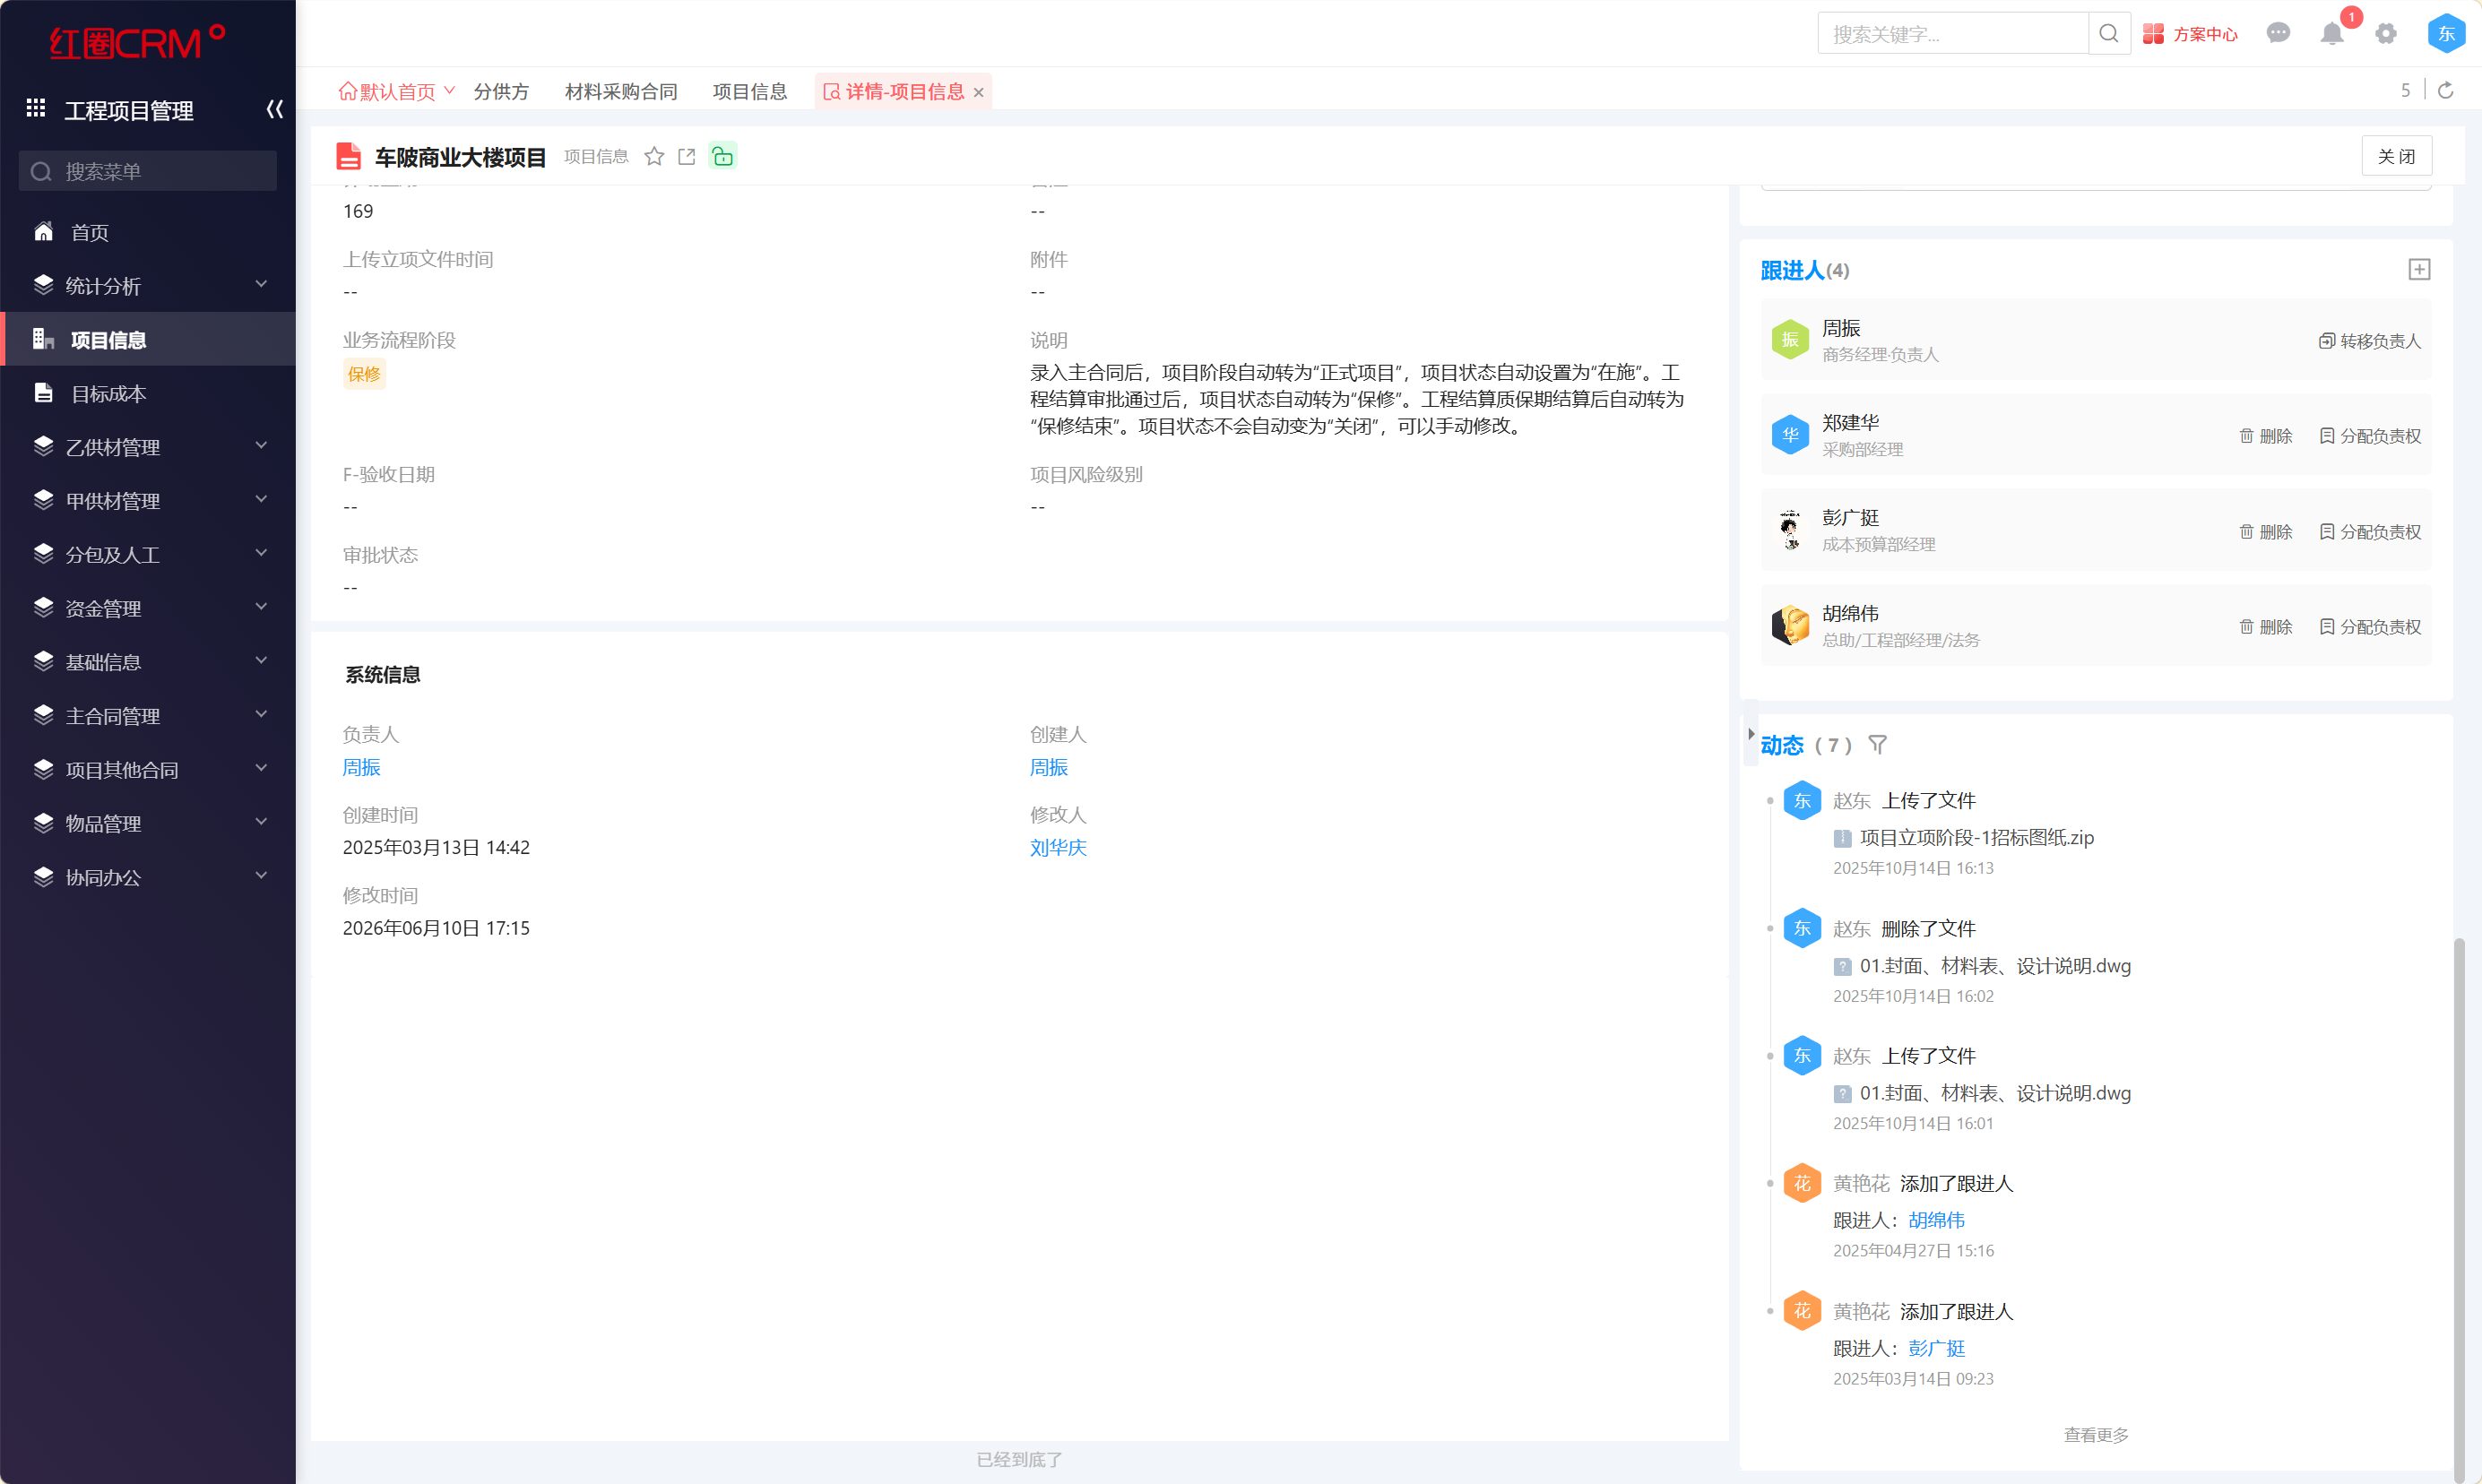 红圈CRM
工程项目管理
搜索菜单
首页
统计分析
项目信息
目标成本
乙供材管理
甲供材管理
分包及人工
资金管理
基础信息
主合同管理
项目其他合同
物品管理
协同办公
搜索关键字...
方案中心
1
东
默认首页
分供方
材料采购合同
项目信息
详情-项目信息
5
车陂商业大楼项目
项目信息
关 闭
169
--
上传立项文件时间
附件
--
--
业务流程阶段
说明
保修
录入主合同后，项目阶段自动转为“正式项目”，项目状态自动设置为“在施”。工
程结算审批通过后，项目状态自动转为“保修”。工程结算质保期结算后自动转为
“保修结束”。项目状态不会自动变为“关闭”，可以手动修改。
F-验收日期
项目风险级别
--
--
审批状态
--
系统信息
负责人
创建人
周振
周振
创建时间
修改人
2025年03月13日 14:42
刘华庆
修改时间
2026年06月10日 17:15
已经到底了
跟进人(4)
振
周振
商务经理·负责人
转移负责人
华
郑建华
采购部经理
删除
分配负责权
彭广挺
成本预算部经理
删除
分配负责权
胡绵伟
总助/工程部经理/法务
删除
分配负责权
动态（7）
东
赵东 上传了文件
项目立项阶段-1招标图纸.zip
2025年10月14日 16:13
东
赵东 删除了文件
01.封面、材料表、设计说明.dwg
2025年10月14日 16:02
东
赵东 上传了文件
01.封面、材料表、设计说明.dwg
2025年10月14日 16:01
花
黄艳花 添加了跟进人
跟进人：胡绵伟
2025年04月27日 15:16
花
黄艳花 添加了跟进人
跟进人：彭广挺
2025年03月14日 09:23
查看更多